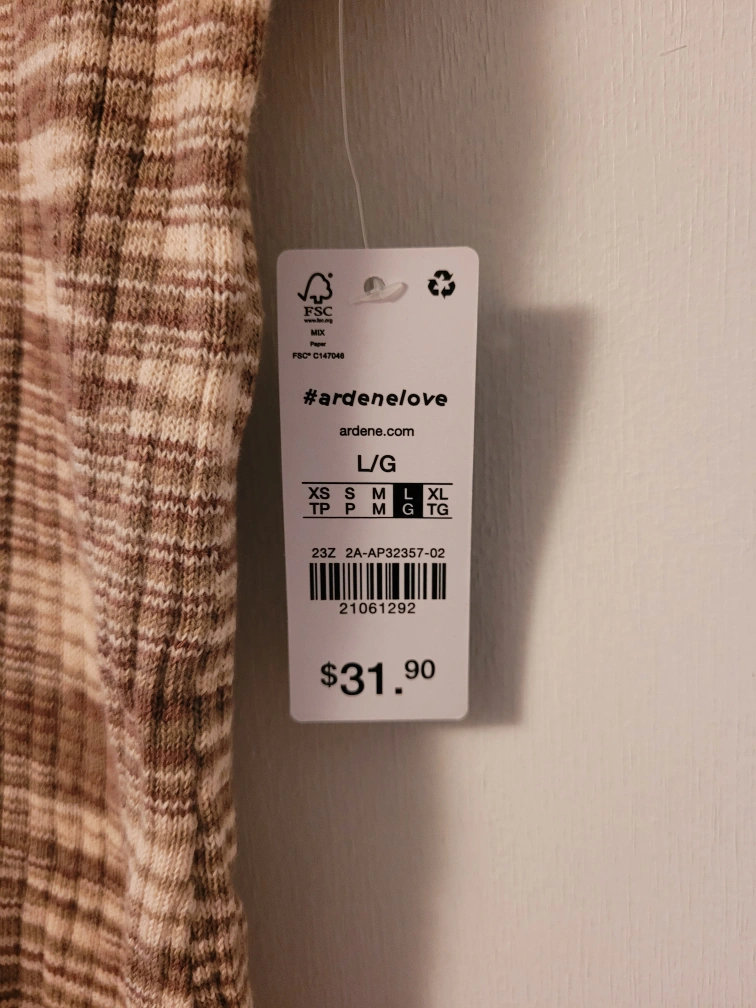 FSC
www.fsc.org
MIX
Paper
FSC® C147046
#ardenelove
ardene.com
L/G
XS S M L XL
TP P M G TG
23Z 2A-AP32357-02
21061292
$31.90